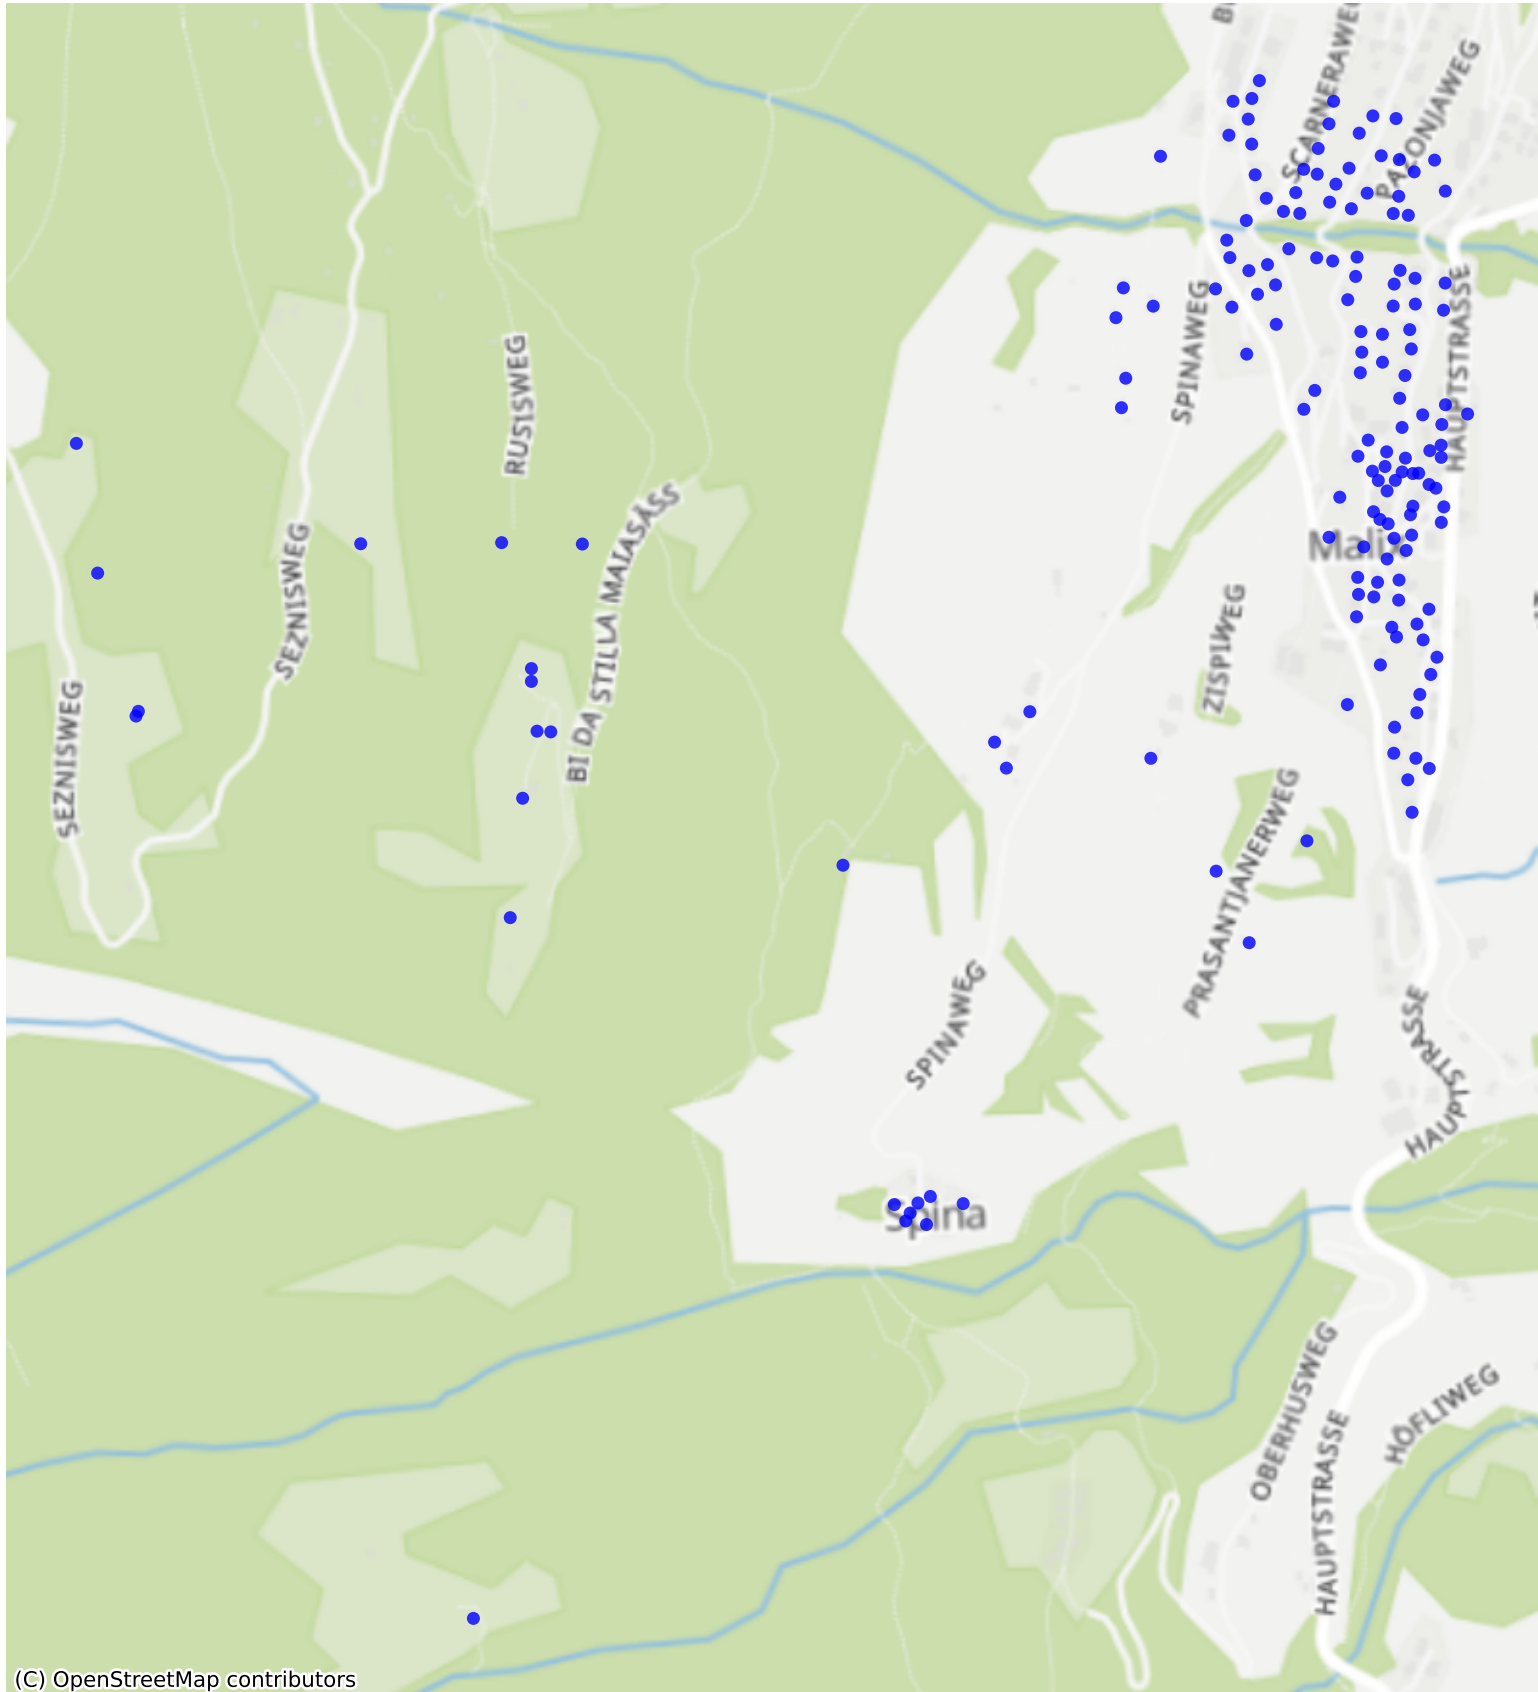 SCARNERAWEG
PAZONJAWEG
SPINAWEG
HAUPTSTRASSE
RUSISWEG
BI DA STILLA MAIASÄSS
SEZNISWEG
Malix
ZISPIWEG
SEZNISWEG
PRASANTJANERWEG
SPINAWEG
HAUPTSTRASSE
Spina
OBERHUSWEG
HÖFLIWEG
HAUPTSTRASSE
(C) OpenStreetMap contributors